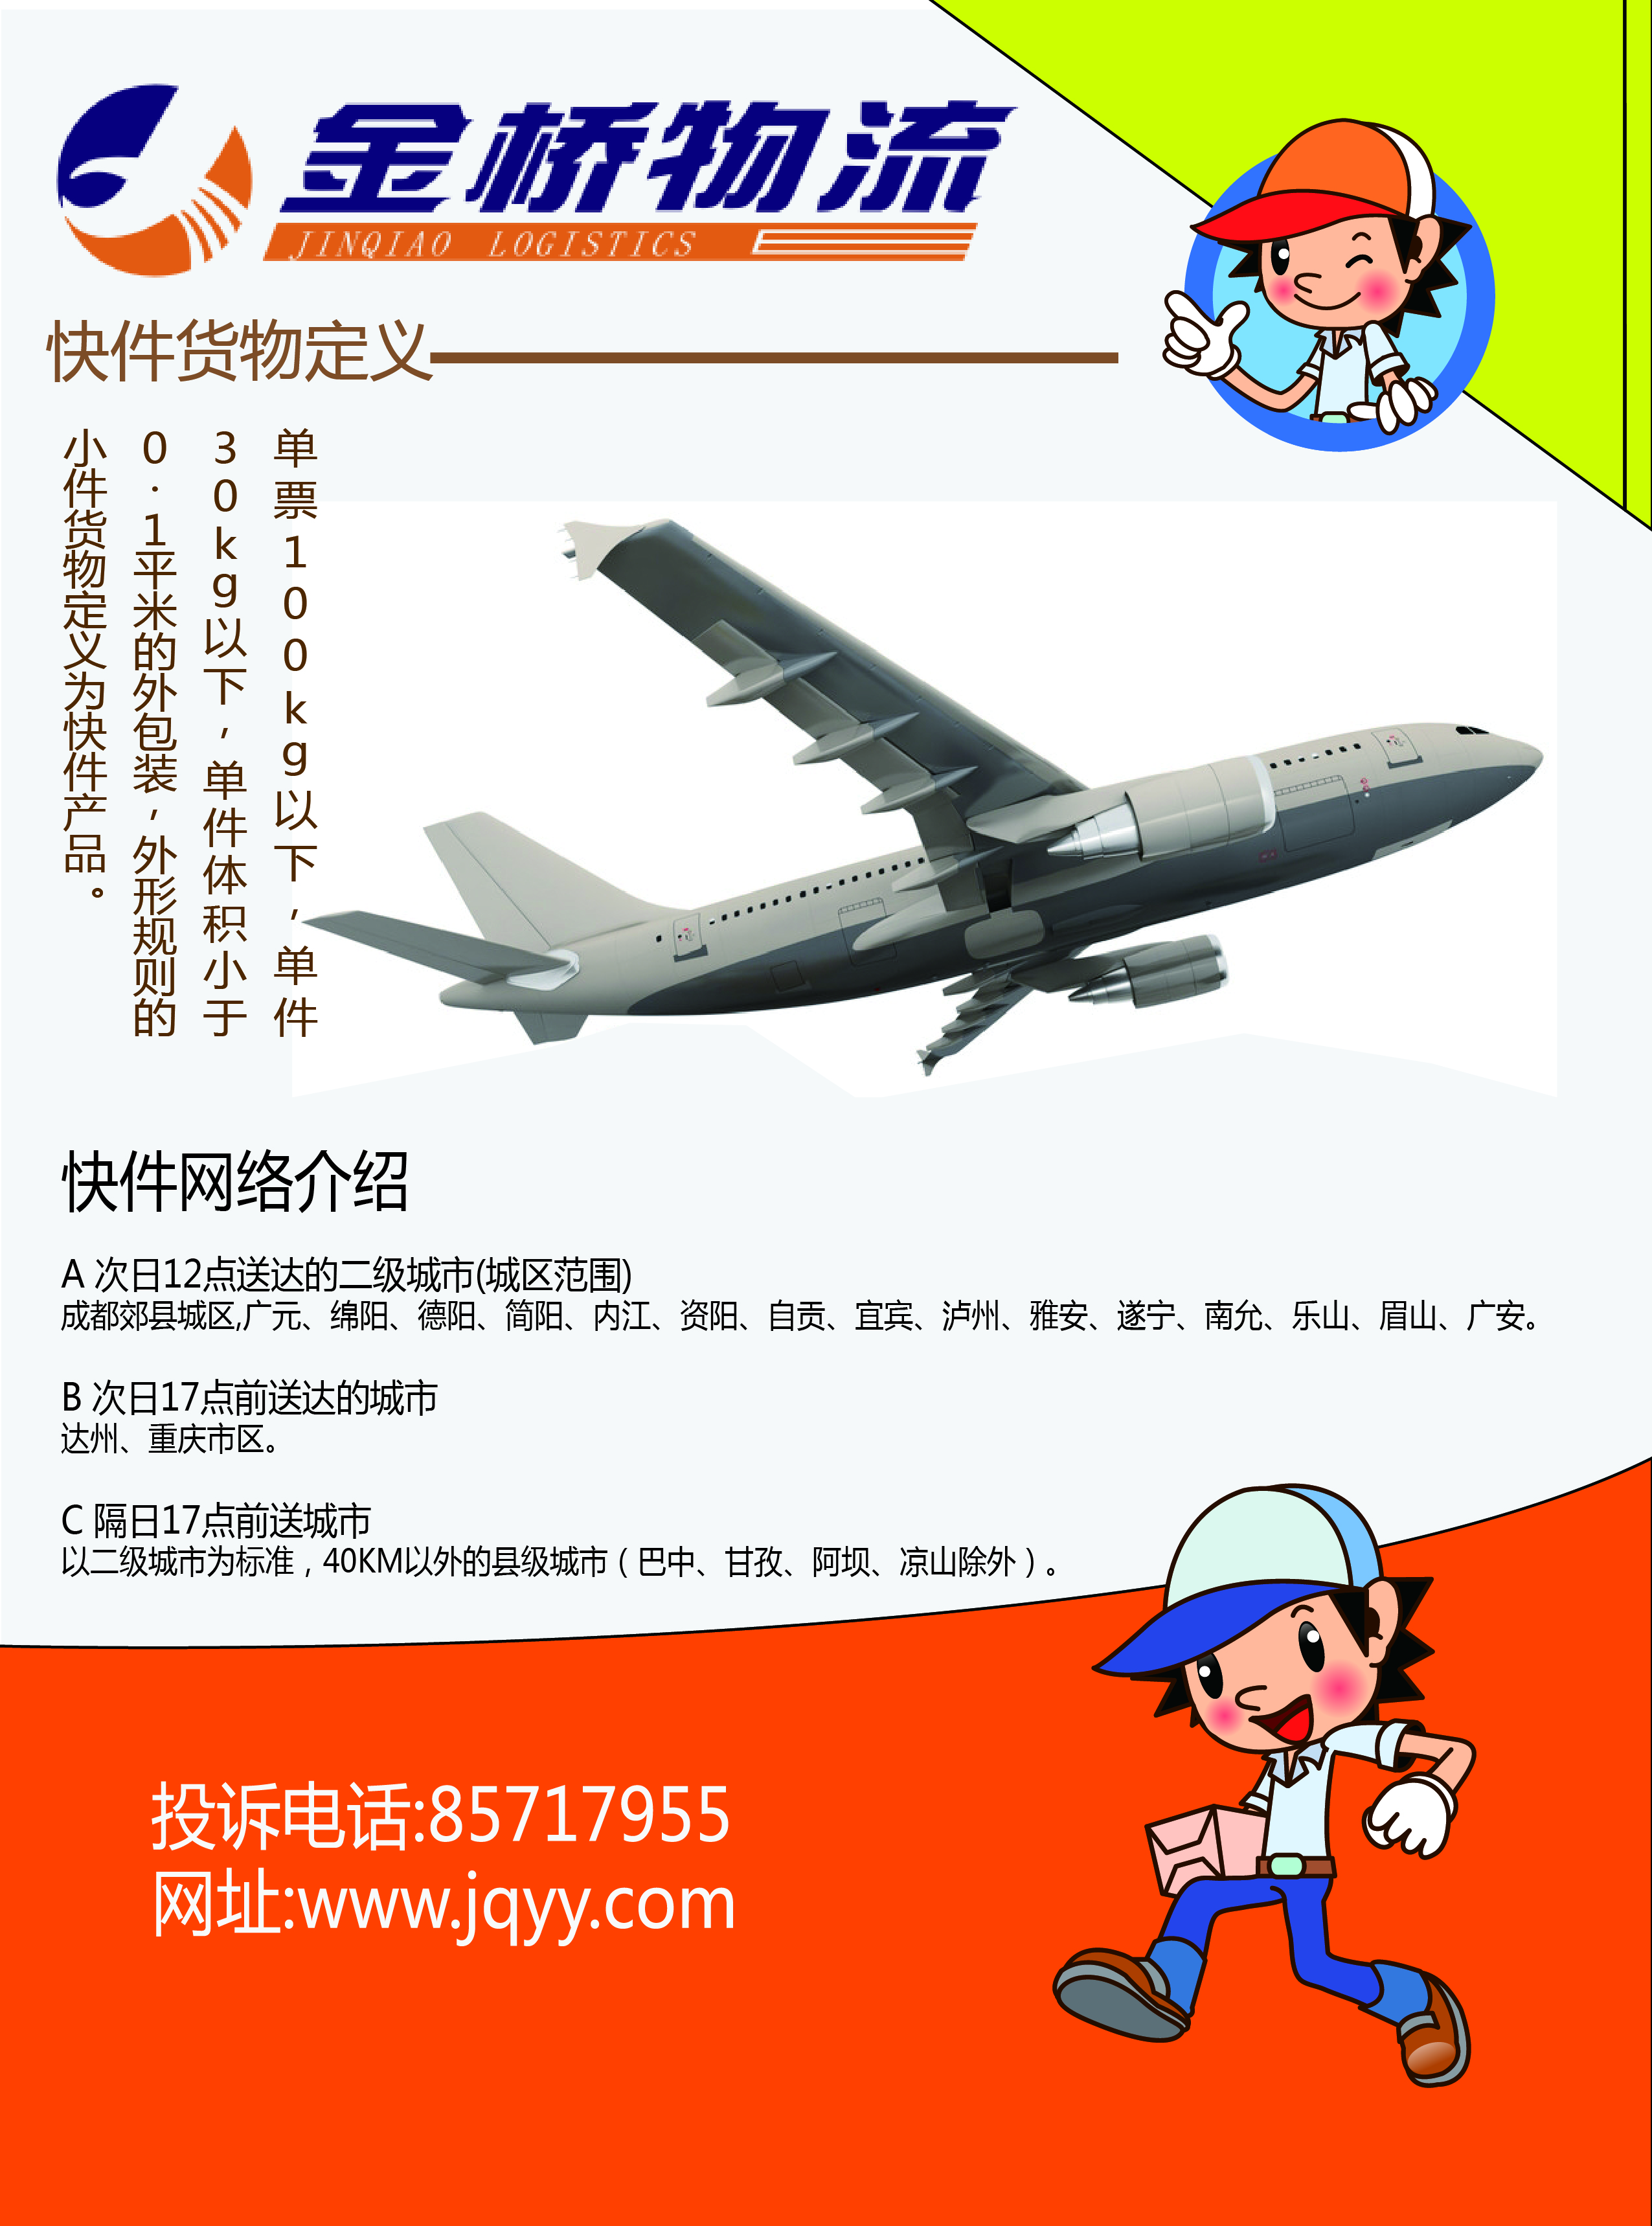 金桥物流
JINQIAO LOGISTICS
快件货物定义
单票100kg以下，单件
30kg以下，单件体积小于
0.1平米的外包装，外形规则的
小件货物定义为快件产品。
快件网络介绍
A 次日12点送达的二级城市(城区范围)
成都郊县城区,广元、绵阳、德阳、简阳、内江、资阳、自贡、宜宾、泸州、雅安、遂宁、南允、乐山、眉山、广安。
B 次日17点前送达的城市
达州、重庆市区。
C 隔日17点前送城市
以二级城市为标准，40KM以外的县级城市（巴中、甘孜、阿坝、凉山除外）。
投诉电话:85717955
网址:www.jqyy.com